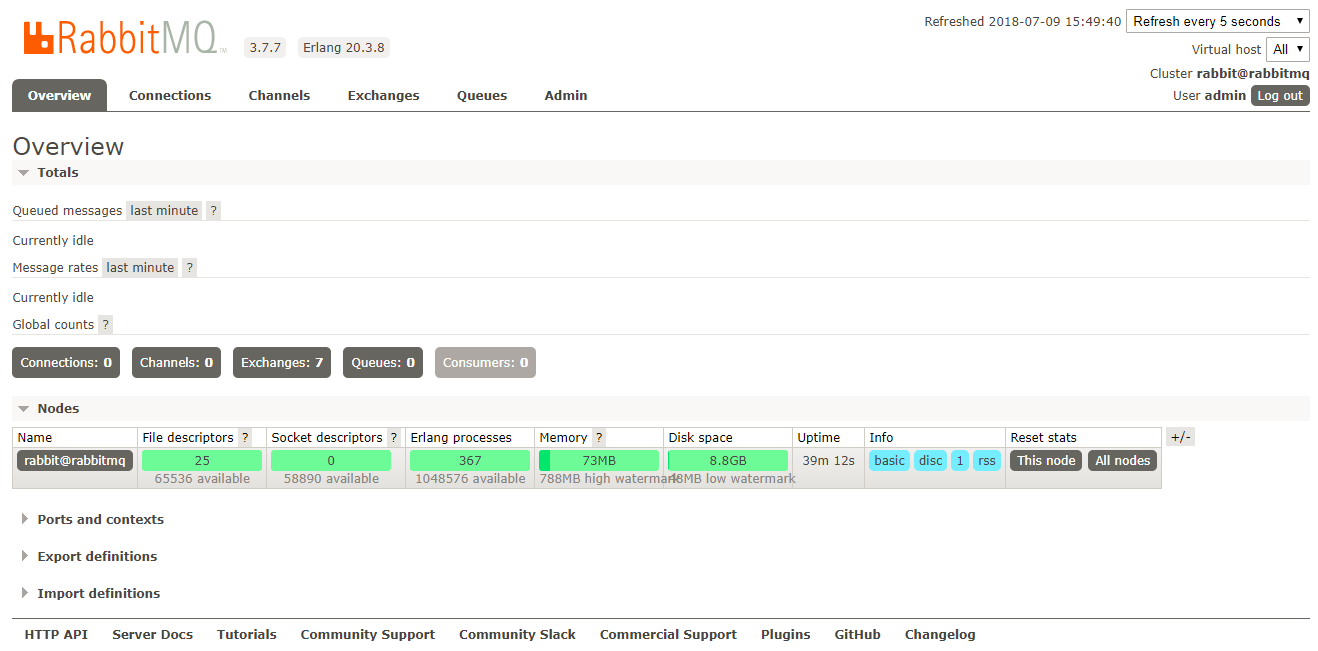 RabbitMQ TM 3.7.7 Erlang 20.3.8
Refreshed 2018-07-09 15:49:40 Refresh every 5 seconds
Virtual host All
Cluster rabbit@rabbitmq
User admin Log out
Overview Connections Channels Exchanges Queues Admin
Overview
Totals
Queued messages last minute ?
Currently idle
Message rates last minute ?
Currently idle
Global counts ?
Connections: 0 Channels: 0 Exchanges: 7 Queues: 0 Consumers: 0
Nodes
Name File descriptors ? Socket descriptors ? Erlang processes Memory ? Disk space Uptime Info Reset stats +/-
rabbit@rabbitmq 25 0 367 73MB 8.8GB 39m 12s basic disc 1 rss This node All nodes
65536 available 58890 available 1048576 available 788MB high watermark 48MB low watermark
Ports and contexts
Export definitions
Import definitions
HTTP API Server Docs Tutorials Community Support Community Slack Commercial Support Plugins GitHub Changelog